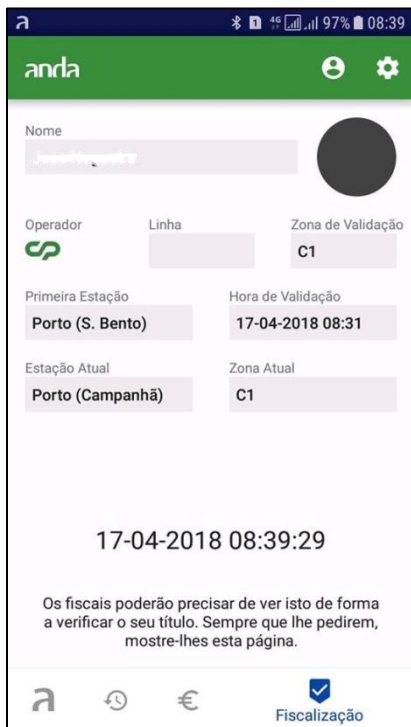 a 4G 97% 08:39
anda
Nome
Operador Linha Zona de Validação
cp C1
Primeira Estação Hora de Validação
Porto (S. Bento) 17-04-2018 08:31
Estação Atual Zona Atual
Porto (Campanhã) C1
17-04-2018 08:39:29
Os fiscais poderão precisar de ver isto de forma
a verificar o seu título. Sempre que lhe pedirem,
mostre-lhes esta página.
a €
Fiscalização